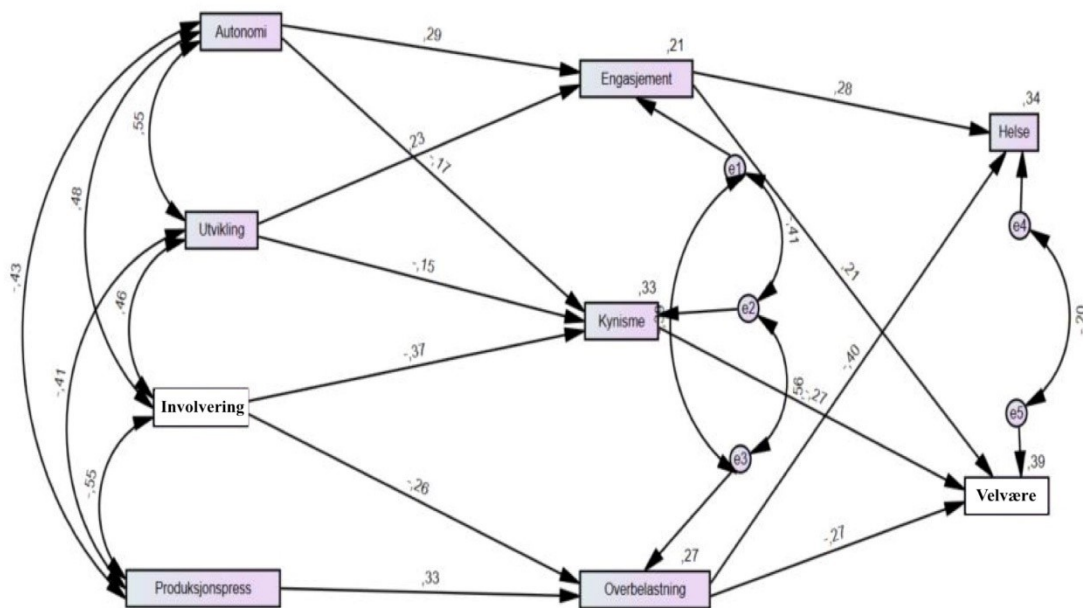 Autonomi
,29
,21
Engasjement
,28
,34
Helse
,55
,23
-,17
e1
,48
Utvikling
-,41
e4
-,15
,21
-,43
,33
e2
,46
Kynisme
-,20
-,37
-,40
-,41
,56
-,27
Involvering
e5
e3
,39
-,55
-,26
Velvære
-,27
,27
Produksjonspress
,33
Overbelastning